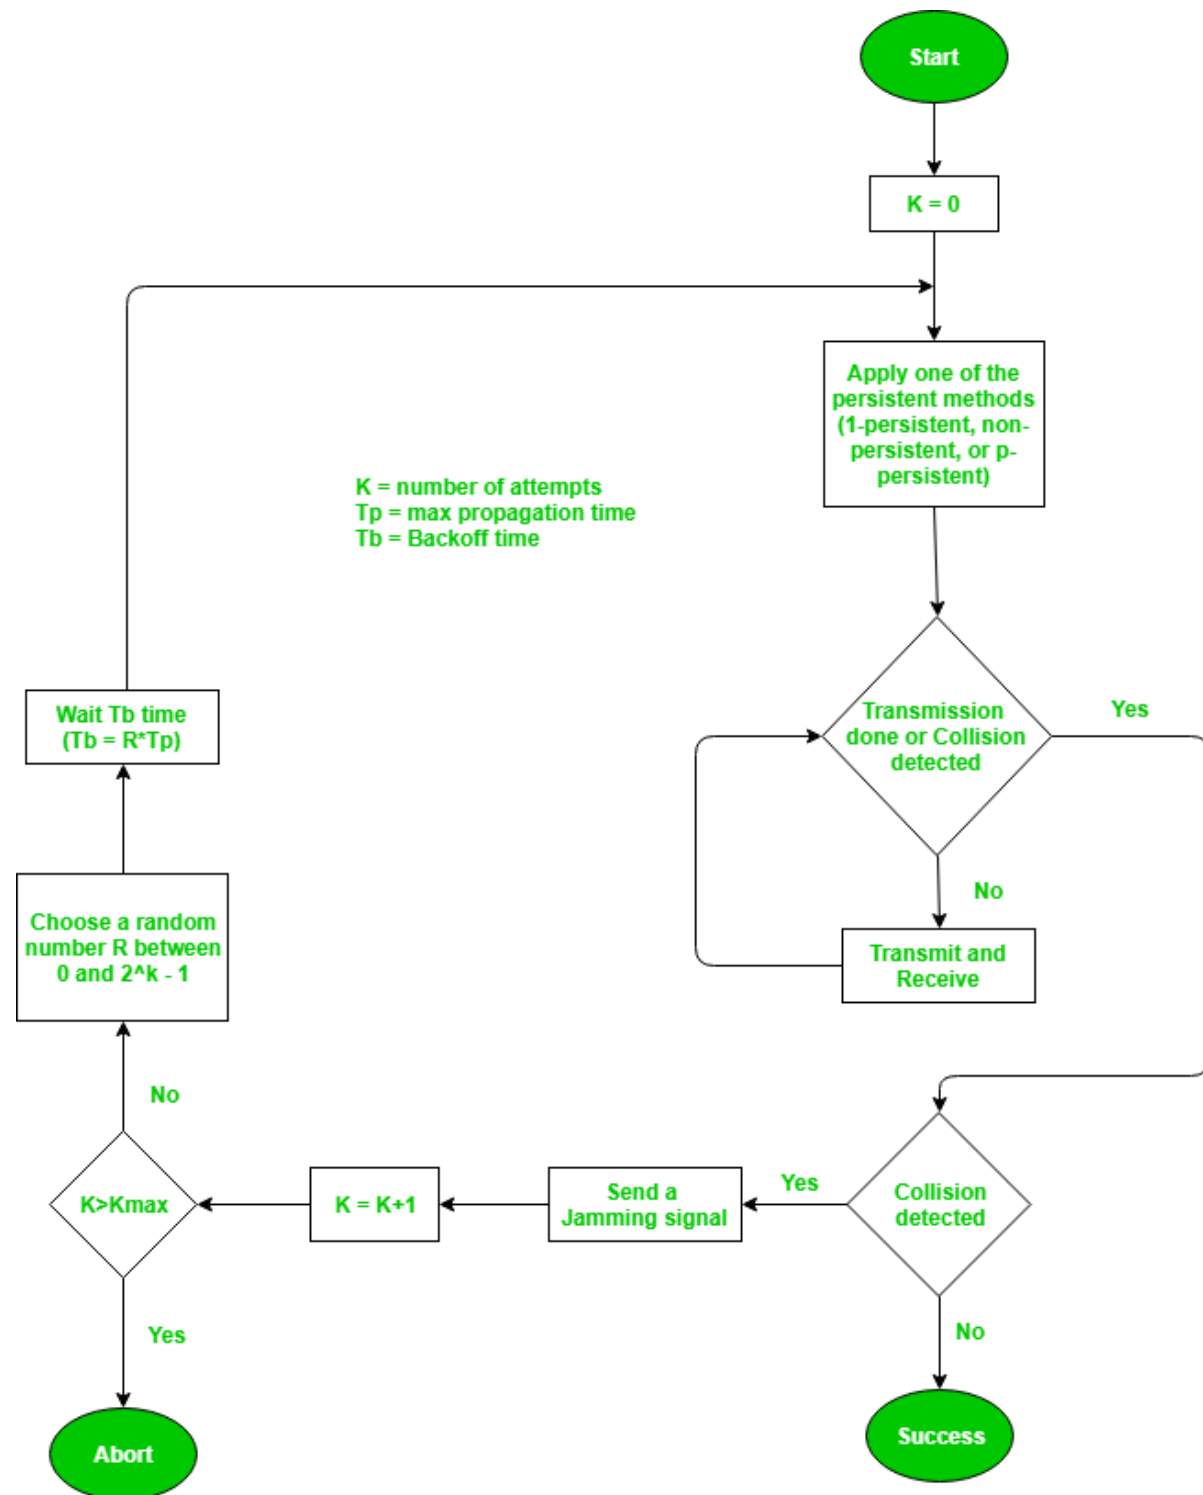 Start
K = 0
Apply one of the
persistent methods
(1-persistent, non-
persistent, or p-
persistent)
K = number of attempts
Tp = max propagation time
Tb = Backoff time
Transmission
done or Collision
detected
Yes
No
Transmit and
Receive
Wait Tb time
(Tb = R*Tp)
Choose a random
number R between
0 and 2^k - 1
No
K>Kmax
K = K+1
Send a
Jamming signal
Yes
Collision
detected
Yes
No
Abort
Success